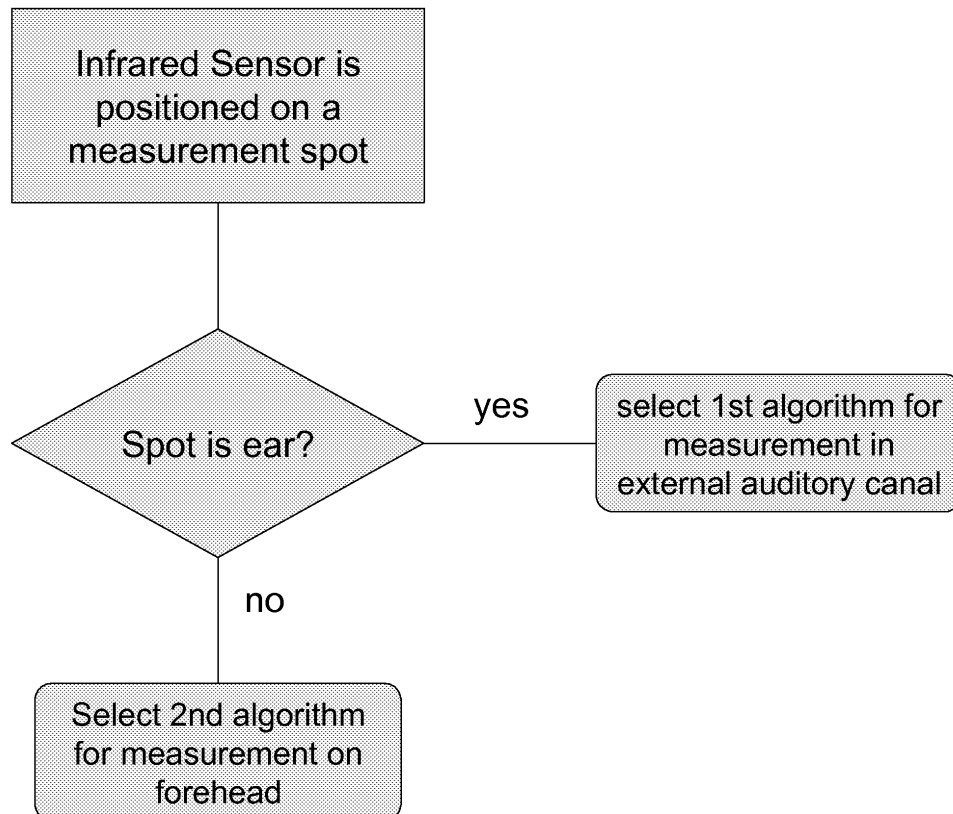 Infrared Sensor is
positioned on a
measurement spot
Spot is ear?
yes
select 1st algorithm for
measurement in
external auditory canal
no
Select 2nd algorithm
for measurement on
forehead